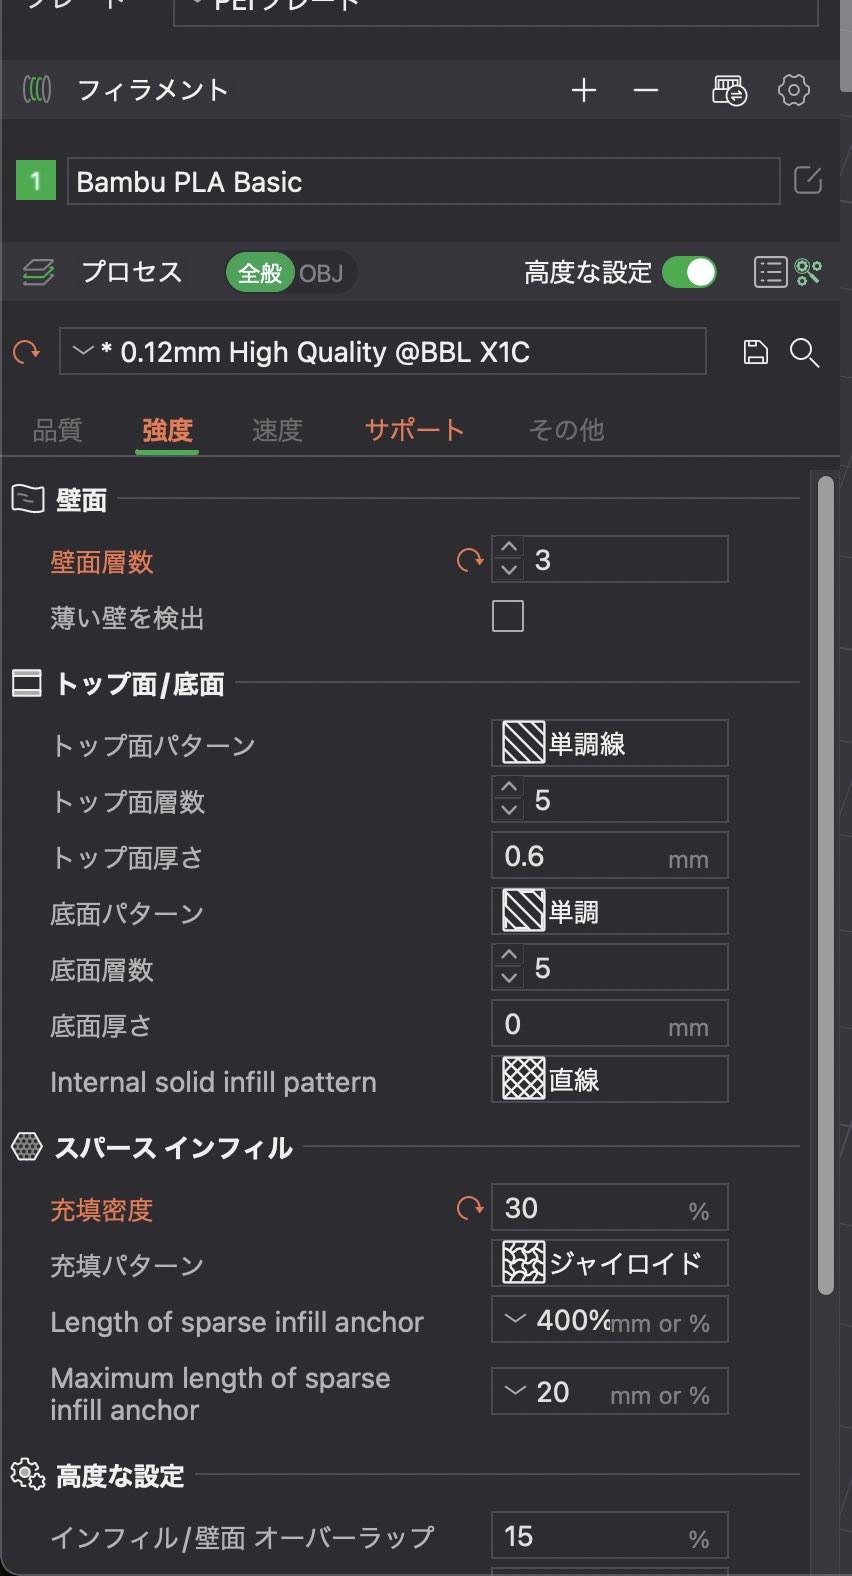 プレート PEIプレート
フィラメント
1 Bambu PLA Basic
プロセス 全般 OBJ 高度な設定
* 0.12mm High Quality @BBL X1C
品質 強度 速度 サポート その他
壁面
壁面層数 3
薄い壁を検出
トップ面/底面
トップ面パターン 単調線
トップ面層数 5
トップ面厚さ 0.6 mm
底面パターン 単調
底面層数 5
底面厚さ 0 mm
Internal solid infill pattern 直線
スパース インフィル
充填密度 30 %
充填パターン ジャイロイド
Length of sparse infill anchor 400% mm or %
Maximum length of sparse
infill anchor 20 mm or %
高度な設定
インフィル/壁面 オーバーラップ 15 %